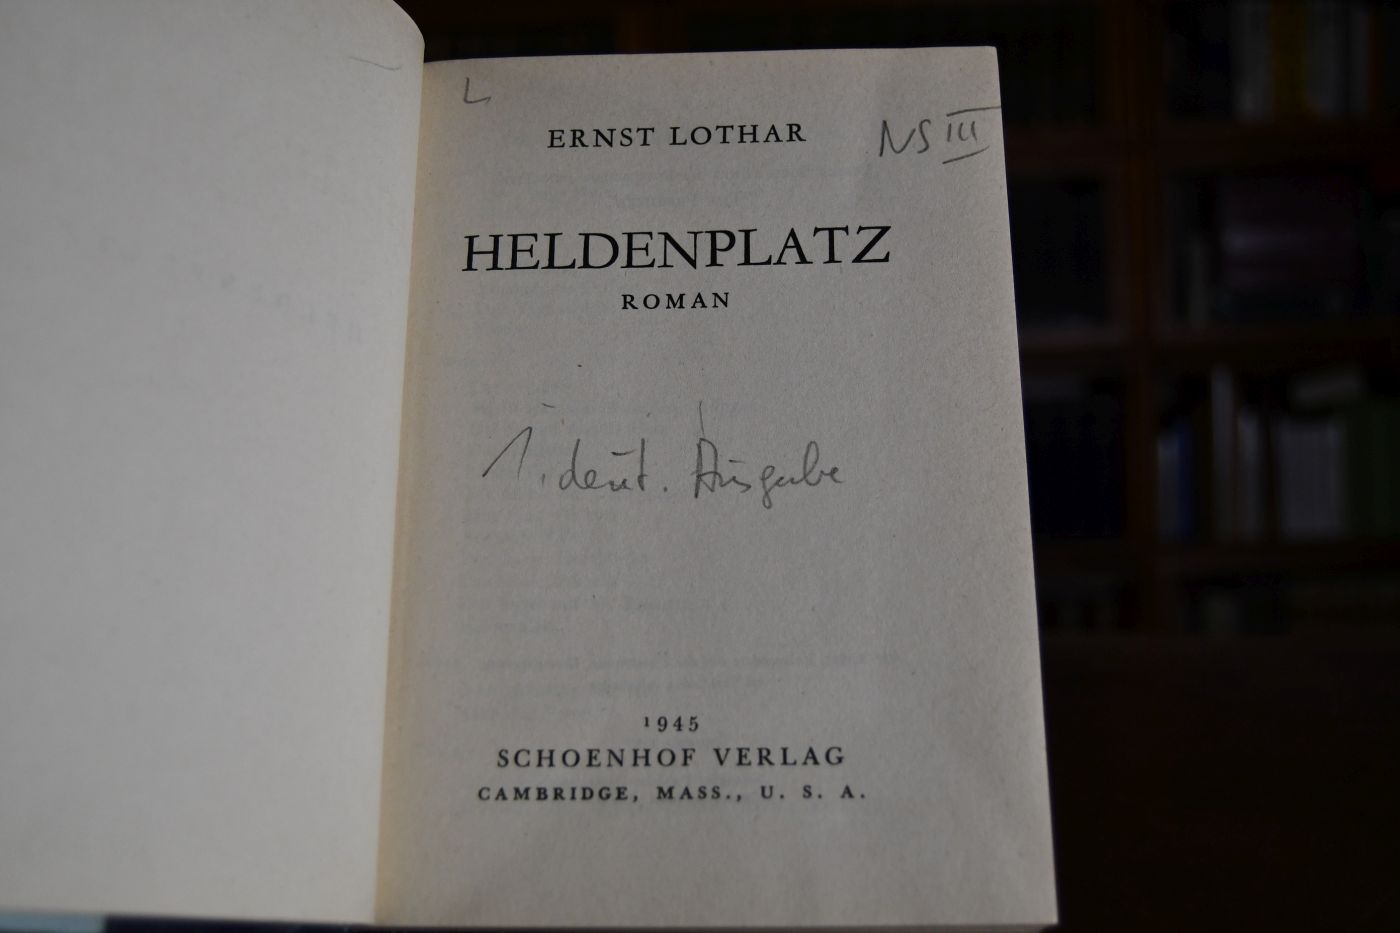 L
ERNST LOTHAR
NS III
HELDENPLATZ
ROMAN
1. deut. Ausgabe
1945
SCHOENHOF VERLAG
CAMBRIDGE, MASS., U. S. A.